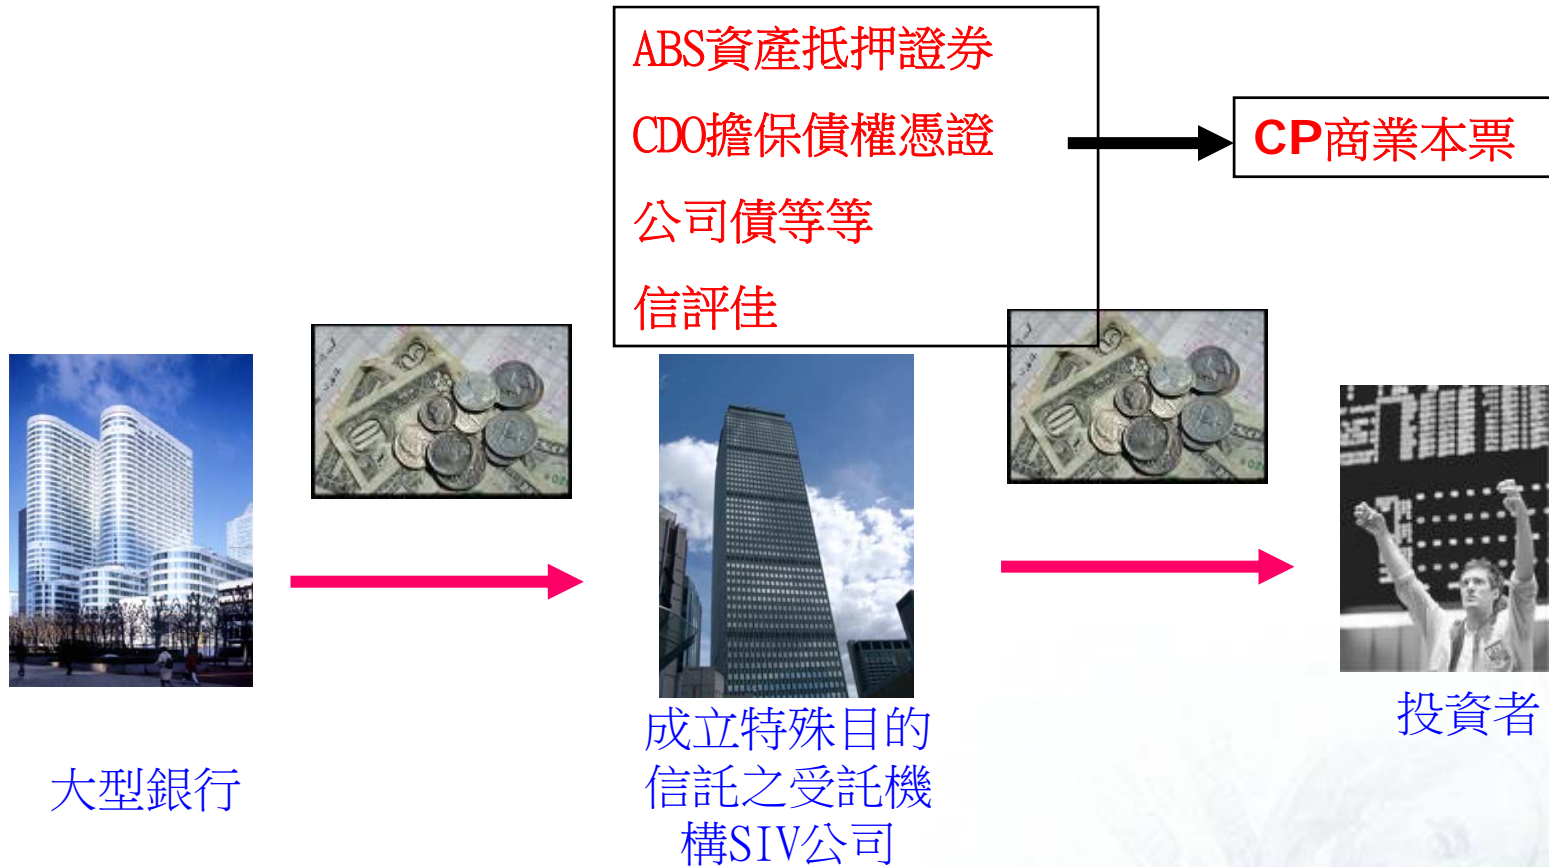 ABS資產抵押證券
CDO擔保債權憑證
公司債等等
信評佳
CP商業本票
大型銀行
成立特殊目的
信託之受託機
構SIV公司
投資者